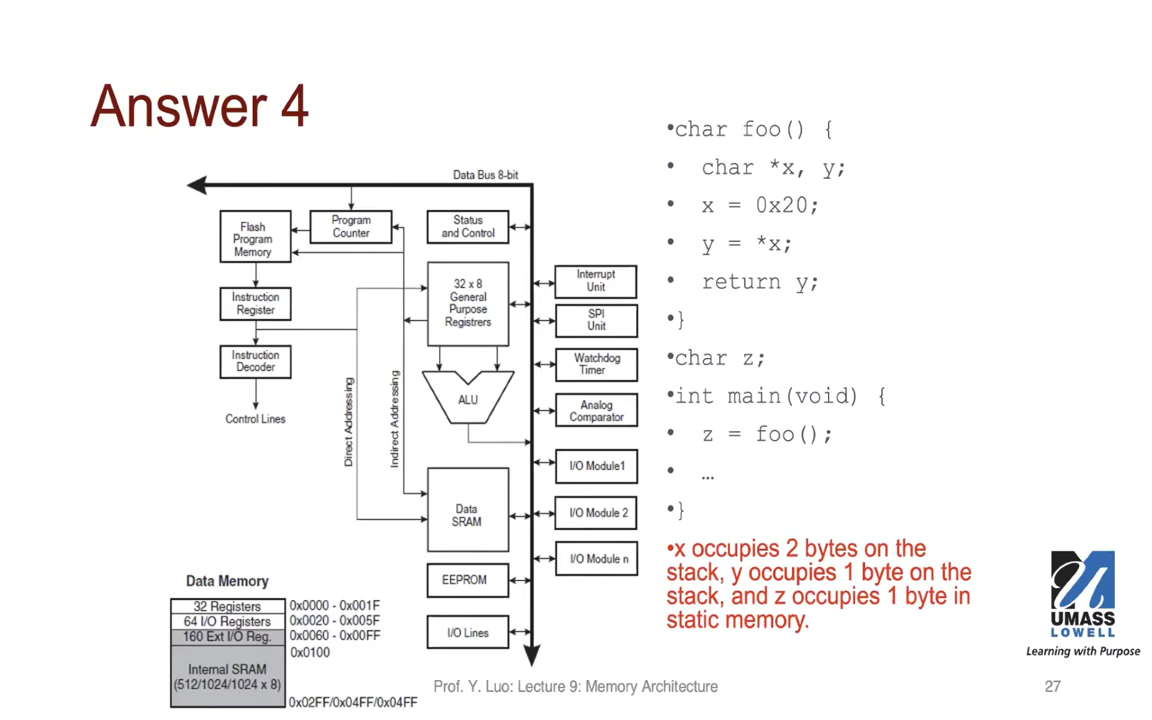 Answer 4
Data Bus 8-bit
Flash
Program
Memory
Program
Counter
Status
and Control
Instruction
Register
32 x 8
General
Purpose
Registrers
Instruction
Decoder
Control Lines
Direct Addressing
Indirect Addressing
ALU
Data
SRAM
EEPROM
I/O Lines
Interrupt
Unit
SPI
Unit
Watchdog
Timer
Analog
Comparator
I/O Module1
I/O Module 2
I/O Module n
Data Memory
32 Registers 0x0000 - 0x001F
64 I/O Registers 0x0020 - 0x005F
160 Ext I/O Reg. 0x0060 - 0x00FF
0x0100
Internal SRAM
(512/1024/1024 x 8)
0x02FF/0x04FF/0x04FF
•char foo() {
• char *x, y;
• x = 0x20;
• y = *x;
• return y;
•}
•char z;
•int main(void) {
• z = foo();
• …
•}
•x occupies 2 bytes on the
stack, y occupies 1 byte on the
stack, and z occupies 1 byte in
static memory.
UMASS
LOWELL
Learning with Purpose
Prof. Y. Luo: Lecture 9: Memory Architecture
27